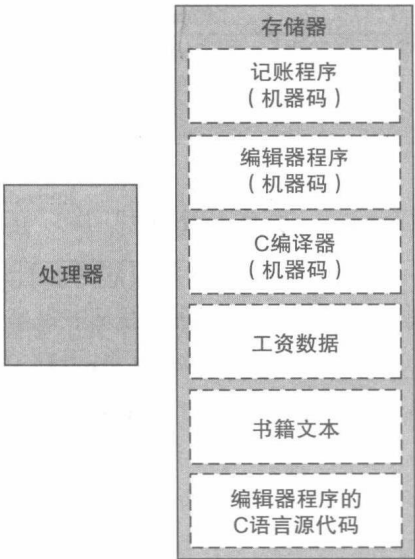 存储器
记账程序
（机器码）
编辑器程序
（机器码）
C编译器
（机器码）
处理器
工资数据
书籍文本
编辑器程序的
C语言源代码